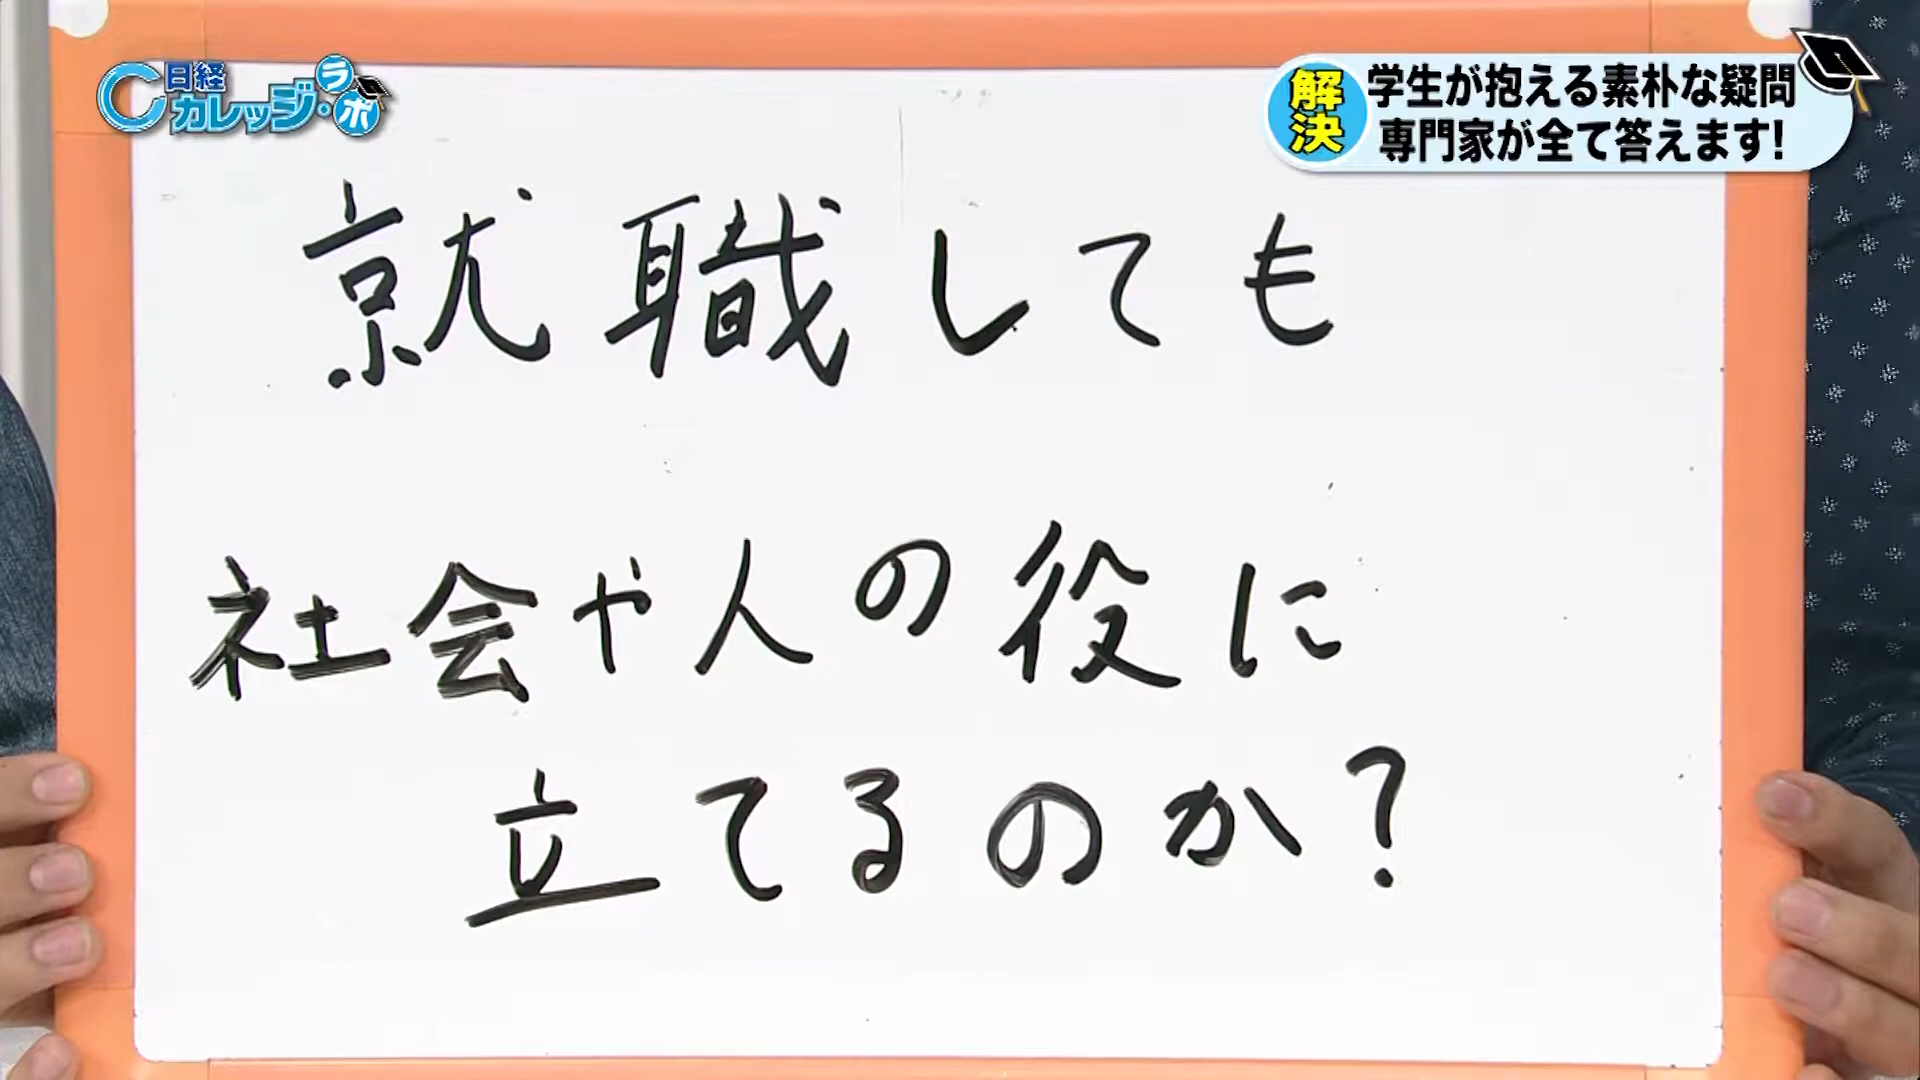 日経
カレッジ・ラボ
解決
学生が抱える素朴な疑問
専門家が全て答えます!
就職しても
社会や人の役に
立てるのか?